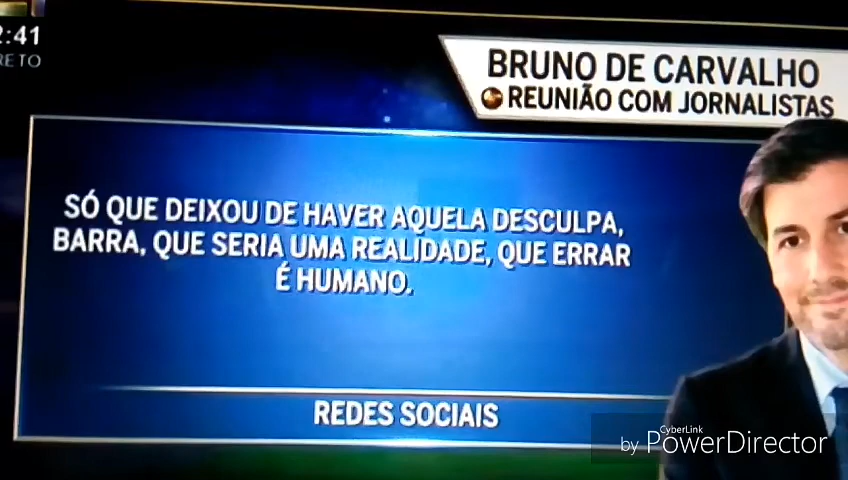 2:41
RETO
BRUNO DE CARVALHO
REUNIÃO COM JORNALISTAS
SÓ QUE DEIXOU DE HAVER AQUELA DESCULPA,
BARRA, QUE SERIA UMA REALIDADE, QUE ERRAR
É HUMANO.
REDES SOCIAIS
CyberLink
by PowerDirector